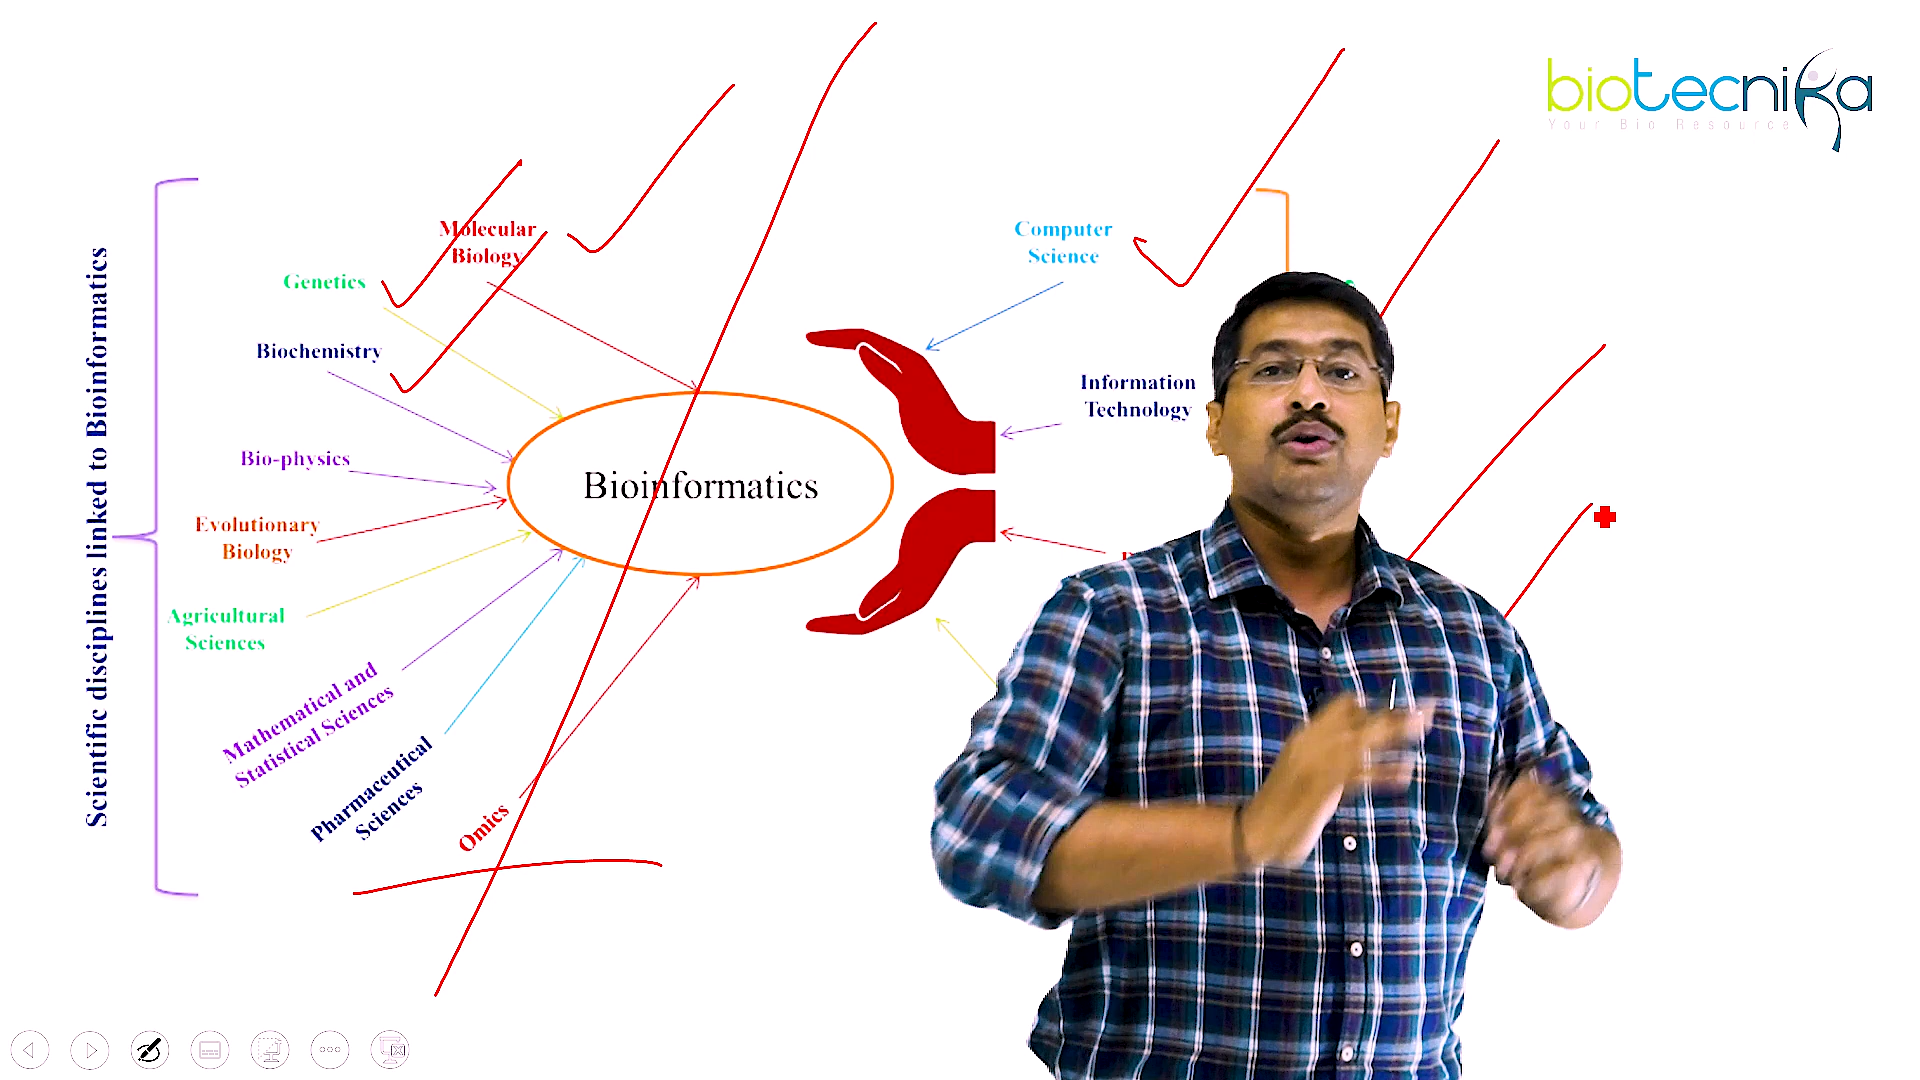 biotecnika
Your Bio Resource
Scientific disciplines linked to Bioinformatics
Molecular
Biology
Genetics
Biochemistry
Bio-physics
Evolutionary
Biology
Agricultural
Sciences
Mathematical and
Statistical Sciences
Pharmaceutical
Sciences
Omics
Bioinformatics
Computer
Science
Information
Technology